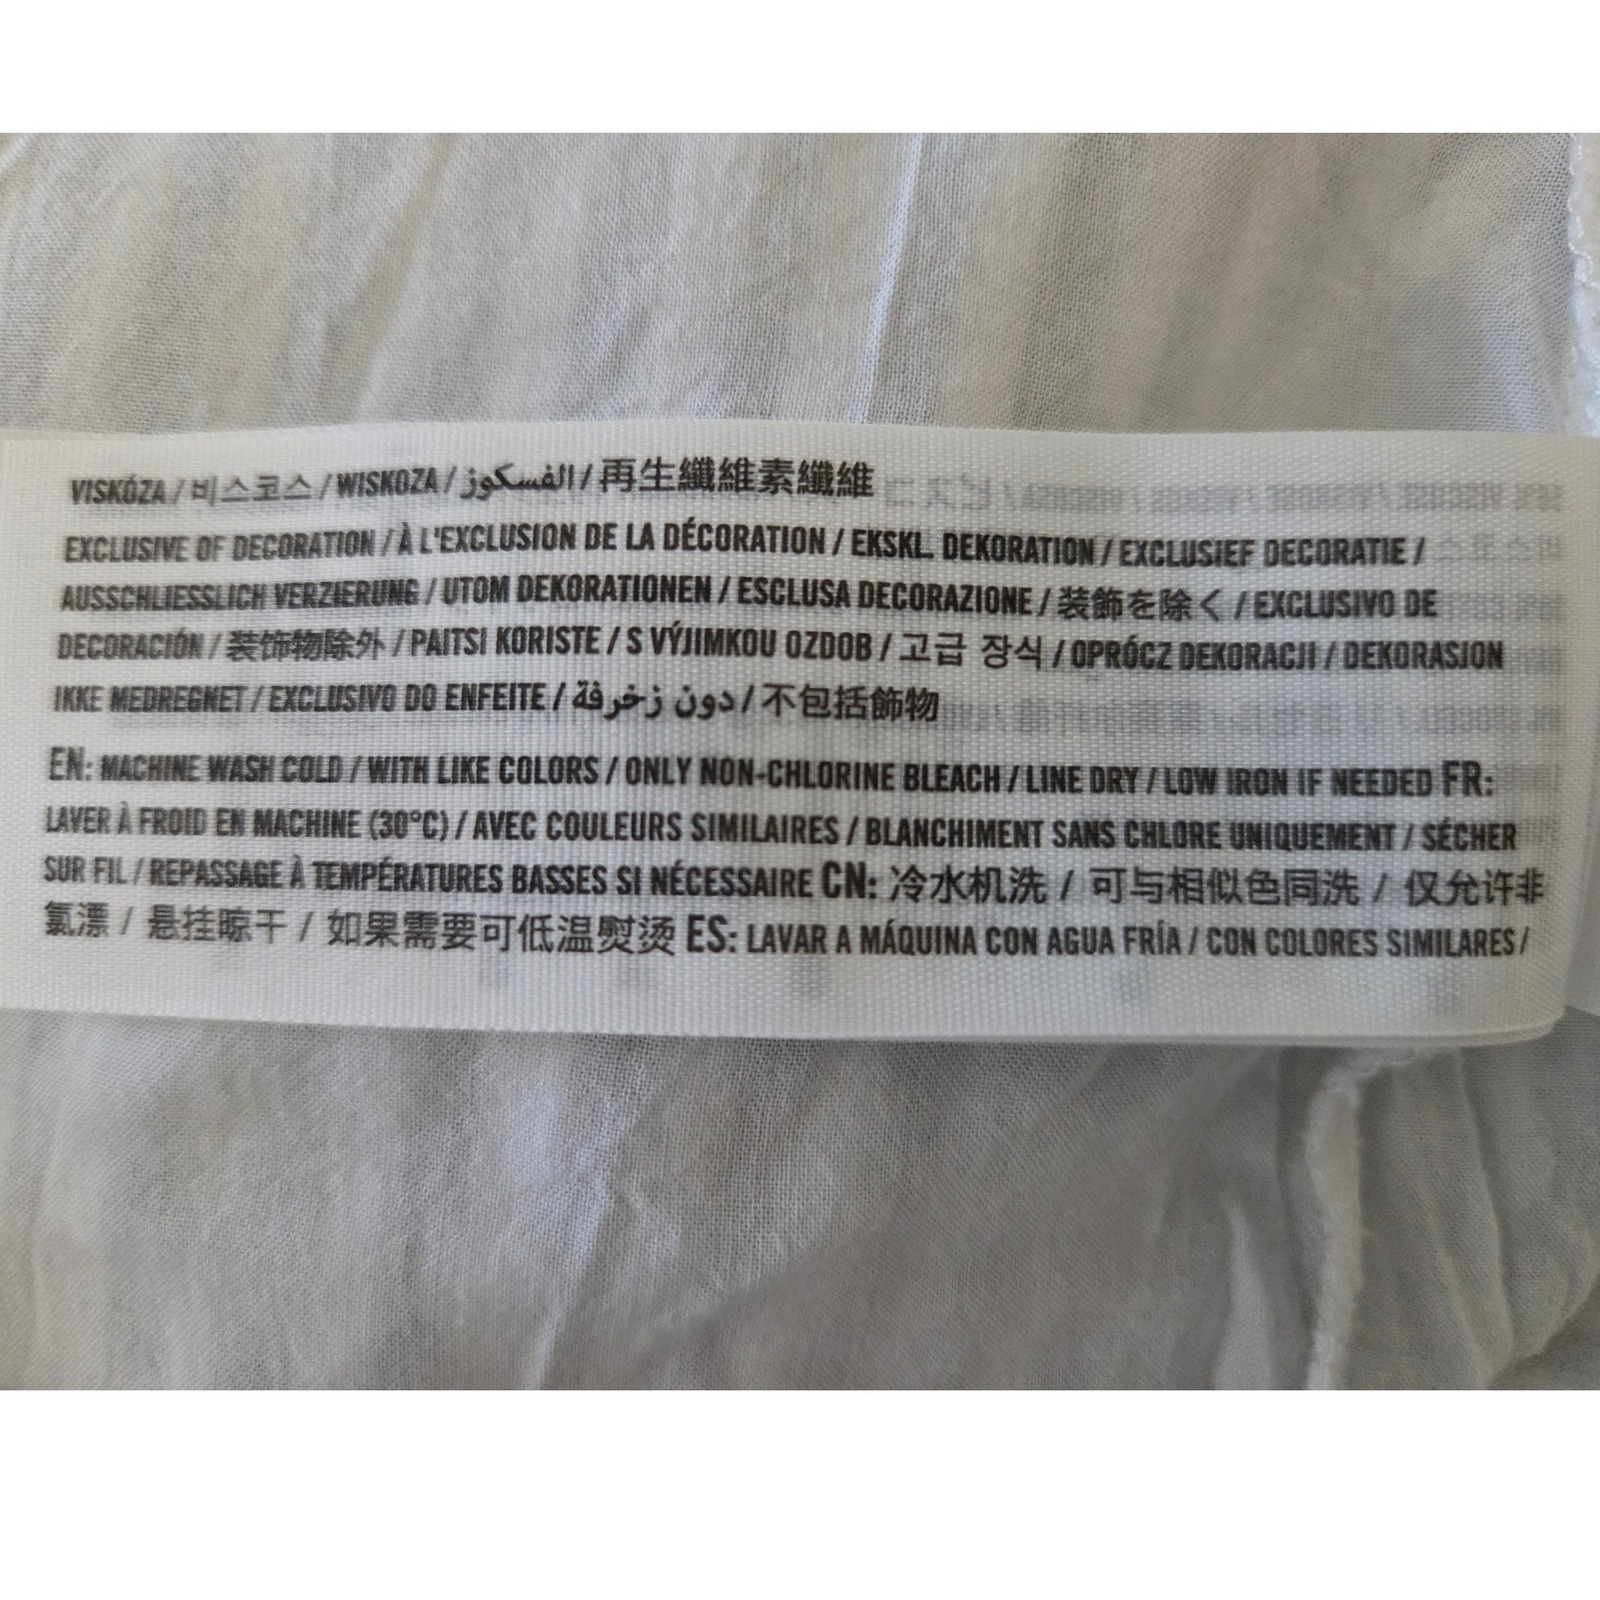 VISKÓZA / 비스코스 / WISKOZA / الفسكوز / 再生纖維素纖維
EXCLUSIVE OF DECORATION / À L'EXCLUSION DE LA DÉCORATION / EKSKL. DEKORATION / EXCLUSIEF DECORATIE /
AUSSCHLIESSLICH VERZIERUNG / UTOM DEKORATIONEN / ESCLUSA DECORAZIONE / 装飾を除く / EXCLUSIVO DE
DECORACIÓN / 装饰物除外 / PAITSI KORISTE / S VÝJIMKOU OZDOB / 고급 장식 / OPRÓCZ DEKORACJI / DEKORASJON
IKKE MEDREGNET / EXCLUSIVO DO ENFEITE / دون زخرفة / 不包括飾物
EN: MACHINE WASH COLD / WITH LIKE COLORS / ONLY NON-CHLORINE BLEACH / LINE DRY / LOW IRON IF NEEDED FR:
LAVER À FROID EN MACHINE (30°C) / AVEC COULEURS SIMILAIRES / BLANCHIMENT SANS CHLORE UNIQUEMENT / SÉCHER
SUR FIL / REPASSAGE À TEMPÉRATURES BASSES SI NÉCESSAIRE CN: 冷水机洗 / 可与相似色同洗 / 仅允许非
氯漂 / 悬挂晾干 / 如果需要可低温熨烫 ES: LAVAR A MÁQUINA CON AGUA FRÍA / CON COLORES SIMILARES /